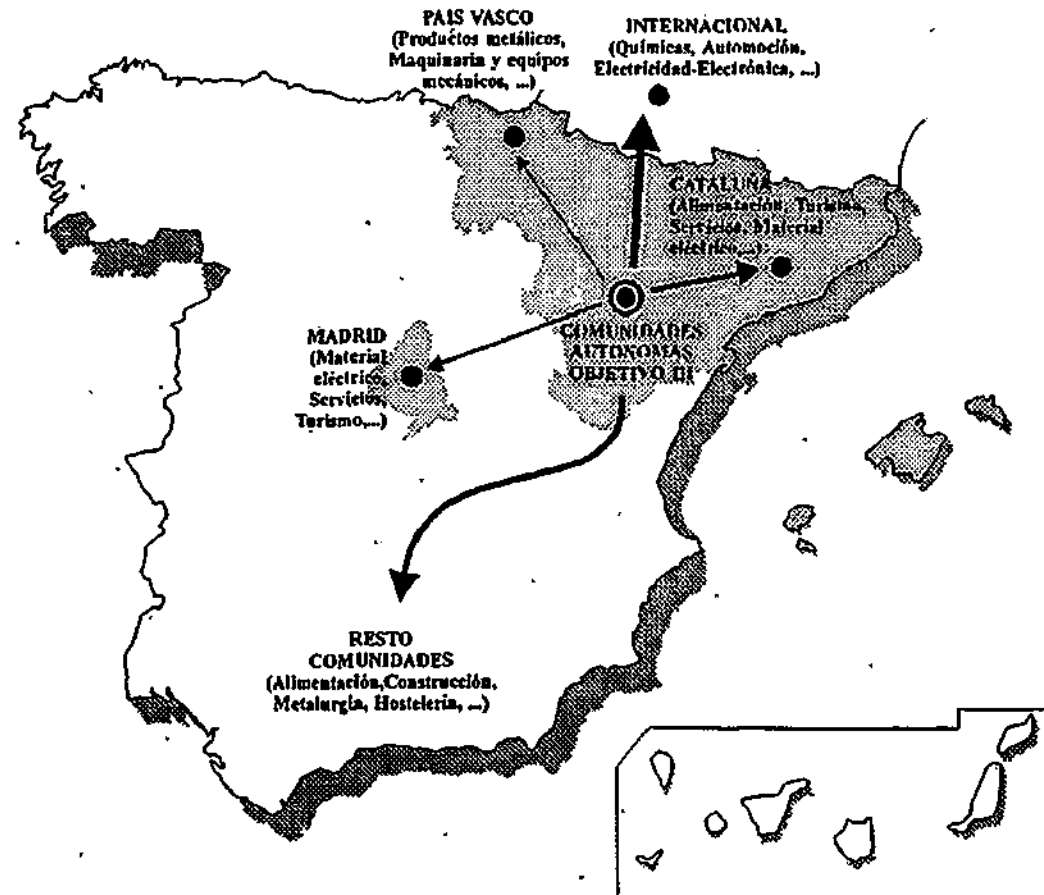 PAIS VASCO
(Productos metálicos,
Maquinaria y equipos
mecánicos, ...)
INTERNACIONAL
(Químicas, Automoción,
Electricidad-Electrónica, ...)
CATALUÑA
(Alimentación, Turismo,
Servicios, Material
eléctrico,...)
MADRID
(Material
eléctrico,
Servicios,
Turismo,...)
COMUNIDADES
AUTONOMAS
OBJETIVO III
RESTO
COMUNIDADES
(Alimentación,Construcción,
Metalurgia, Hostelería, ...)